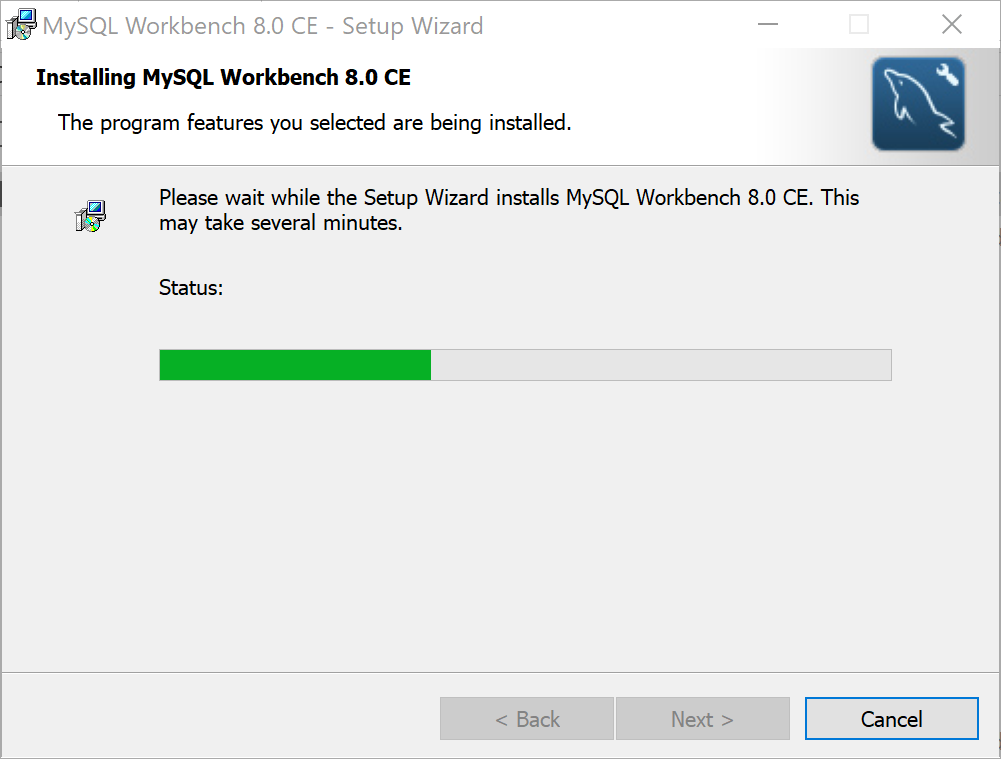 MySQL Workbench 8.0 CE - Setup Wizard
Installing MySQL Workbench 8.0 CE
The program features you selected are being installed.
Please wait while the Setup Wizard installs MySQL Workbench 8.0 CE. This
may take several minutes.
Status:
< Back
Next >
Cancel